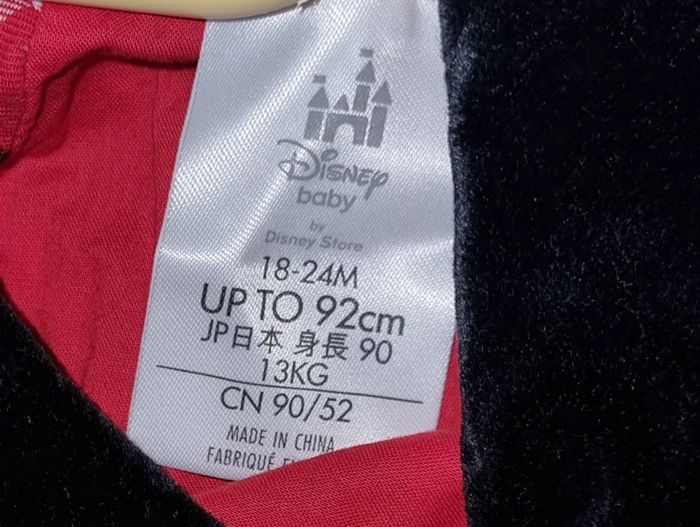 Disney
baby
by
Disney Store
18-24M
UP TO 92cm
JP日本 身長 90
13KG
CN 90/52
MADE IN CHINA
FABRIQUÉ